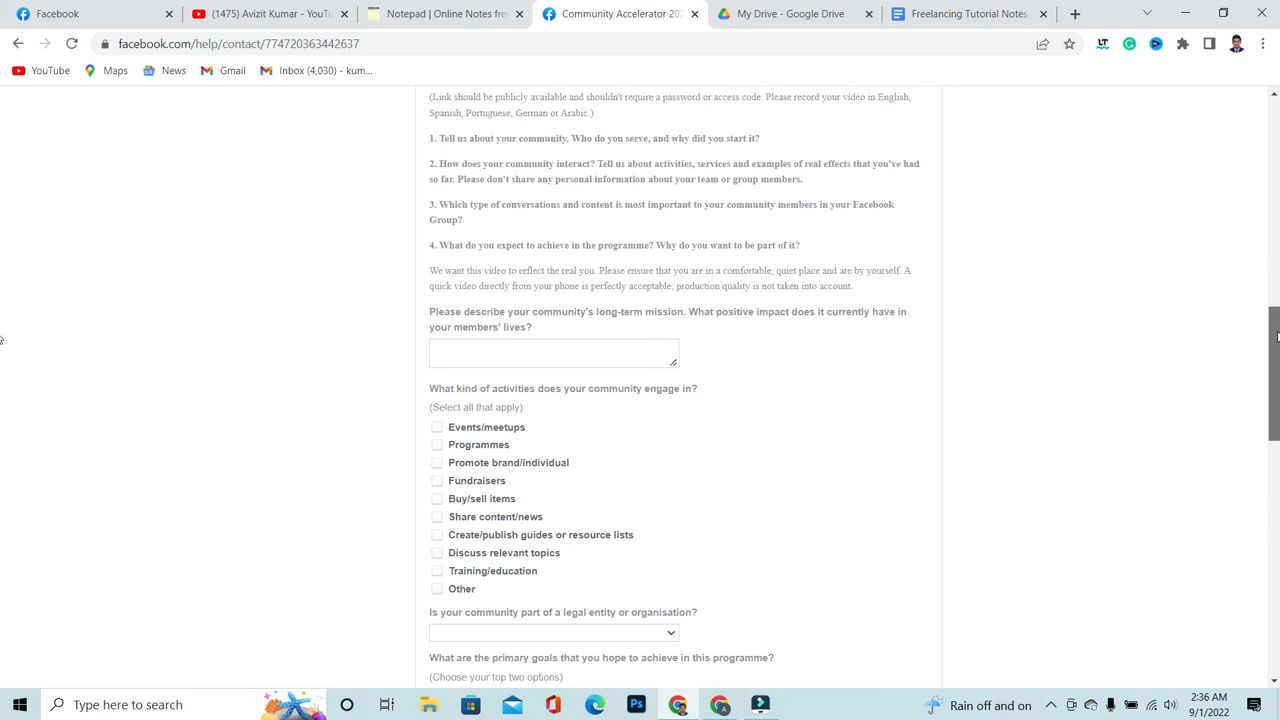 Facebook
(1475) Avizit Kumar - YouTu
Notepad | Online Notes free
Community Accelerator 202
My Drive - Google Drive
Freelancing Tutorial Notes
facebook.com/help/contact/774720363442637
YouTube
Maps
News
Gmail
Inbox (4,030) - kum...
(Link should be publicly available and shouldn't require a password or access code. Please record your video in English,
Spanish, Portuguese, German or Arabic.)
1. Tell us about your community. Who do you serve, and why did you start it?
2. How does your community interact? Tell us about activities, services and examples of real effects that you've had
so far. Please don't share any personal information about your team or group members.
3. Which type of conversations and content is most important to your community members in your Facebook
Group?
4. What do you expect to achieve in the programme? Why do you want to be part of it?
We want this video to reflect the real you. Please ensure that you are in a comfortable, quiet place and are by yourself. A
quick video directly from your phone is perfectly acceptable; production quality is not taken into account.
Please describe your community's long-term mission. What positive impact does it currently have in
your members' lives?
What kind of activities does your community engage in?
(Select all that apply)
Events/meetups
Programmes
Promote brand/individual
Fundraisers
Buy/sell items
Share content/news
Create/publish guides or resource lists
Discuss relevant topics
Training/education
Other
Is your community part of a legal entity or organisation?
What are the primary goals that you hope to achieve in this programme?
(Choose your top two options)
Type here to search
Ps
Rain off and on
2:36 AM
9/1/2022